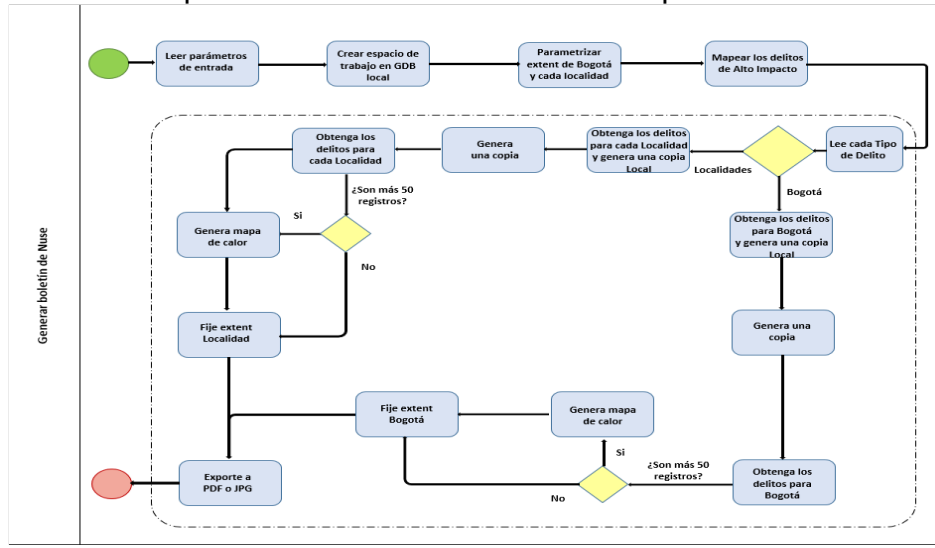 Generar boletín de Nuse
Leer parámetros
de entrada
Crear espacio de
trabajo en GDB
local
Parametrizar
extent de Bogotá
y cada localidad
Mapear los delitos
de Alto Impacto
Lee cada Tipo
de Delito
Localidades
Bogotá
Obtenga los delitos
para cada Localidad
y genera una copia
Local
Genera
una copia
Obtenga los
delitos para
cada Localidad
¿Son más 50
registros?
Si
No
Genera mapa
de calor
Fije extent
Localidad
Obtenga los delitos
para Bogotá
y genera una copia
Local
Genera una
copia
Obtenga los
delitos para
Bogotá
¿Son más 50
registros?
Si
No
Genera mapa
de calor
Fije extent
Bogotá
Exporte a
PDF o JPG